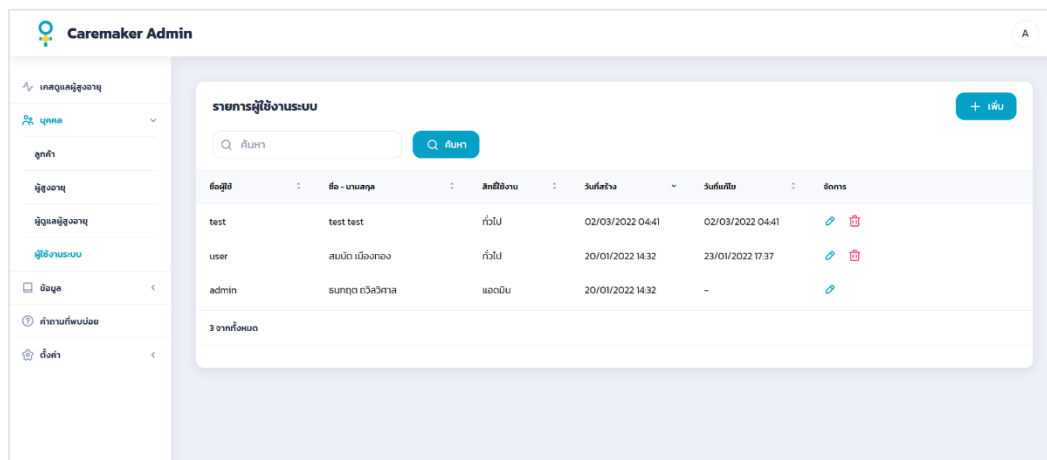 Caremaker Admin
A
เคสดูแลผู้สูงอายุ
บุคคล
ลูกค้า
ผู้สูงอายุ
ผู้ดูแลผู้สูงอายุ
ผู้ใช้งานระบบ
ข้อมูล
คำถามที่พบบ่อย
ตั้งค่า
รายการผู้ใช้งานระบบ
+ เพิ่ม
ค้นหา ค้นหา
ชื่อผู้ใช้ ชื่อ - นามสกุล สิทธิ์ใช้งาน วันที่สร้าง วันที่แก้ไข จัดการ
test test test ทั่วไป 02/03/2022 04:41 02/03/2022 04:41
user สมบัต เมืองทอง ทั่วไป 20/01/2022 14:32 23/01/2022 17:37
admin ธนกฤต ถวิลวิศาล แอดมิน 20/01/2022 14:32 -
3 จากทั้งหมด